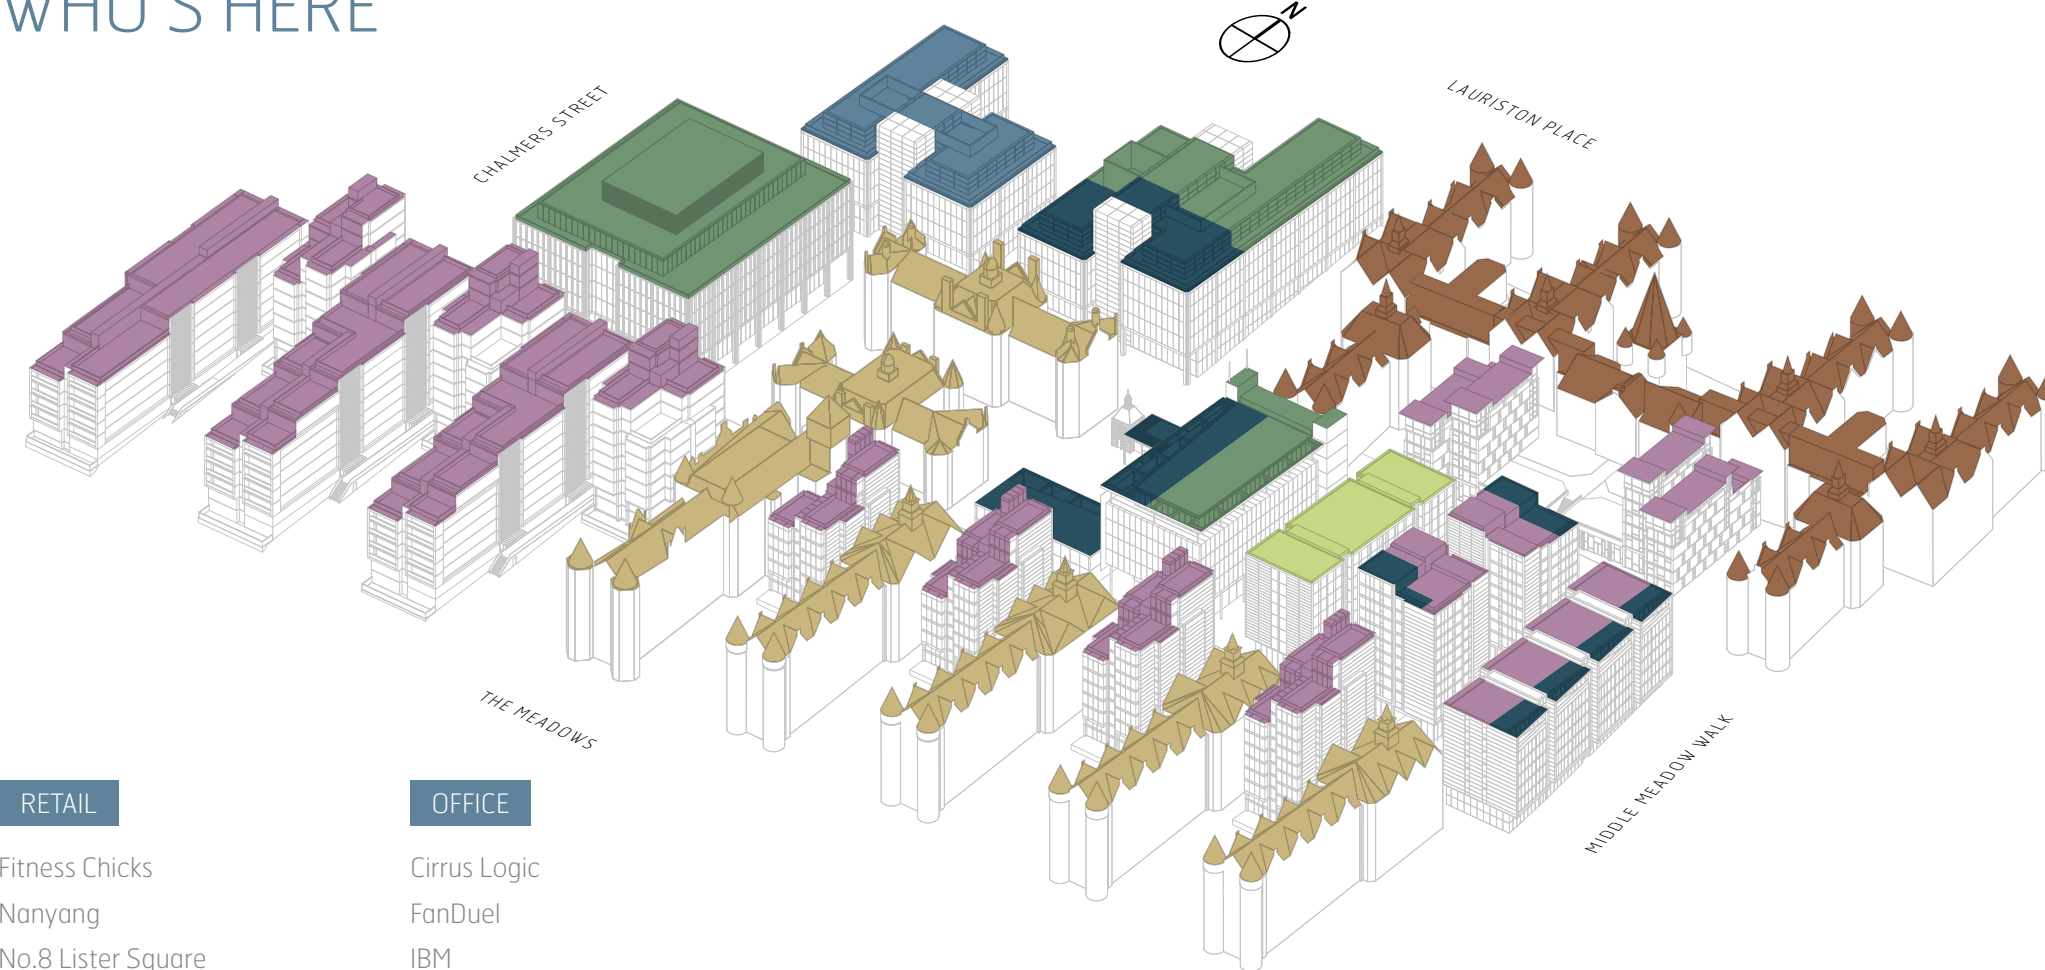 WHO'S HERE
N
CHALMERS STREET
LAURISTON PLACE
THE MEADOWS
MIDDLE MEADOW WALK
RETAIL
Fitness Chicks
Nanyang
No.8 Lister Square
OFFICE
Cirrus Logic
FanDuel
IBM